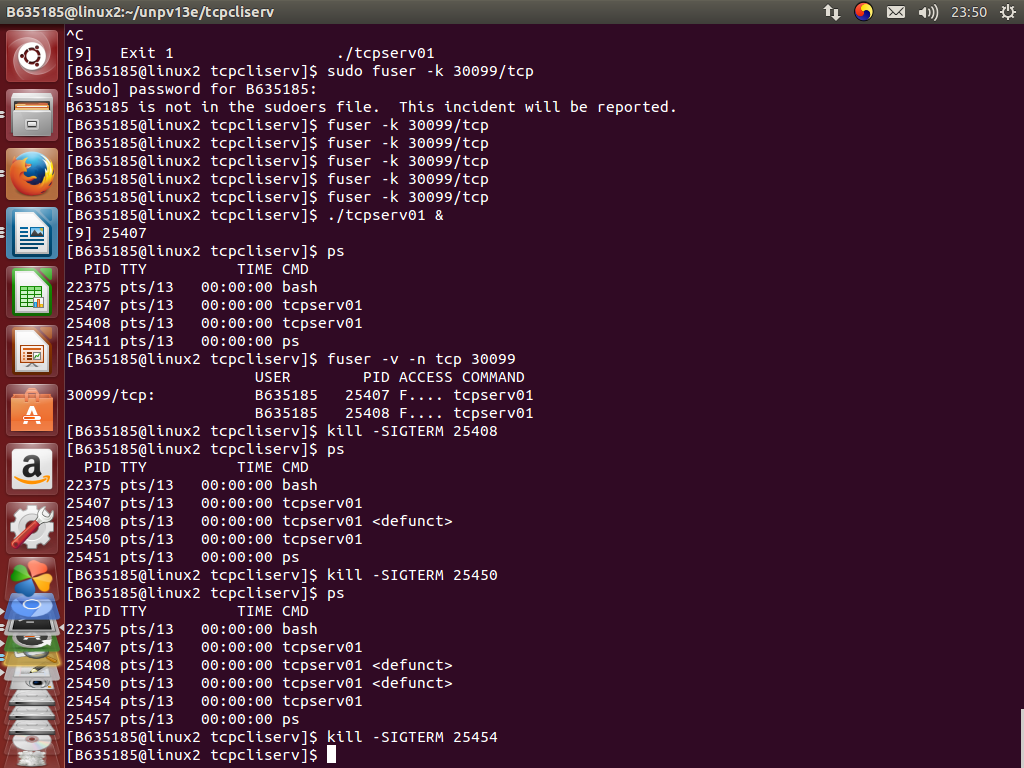 B635185@linux2:~/unpv13e/tcpcliserv 23:50
^C
[9]   Exit 1                  ./tcpserv01
[B635185@linux2 tcpcliserv]$ sudo fuser -k 30099/tcp
[sudo] password for B635185:
B635185 is not in the sudoers file.  This incident will be reported.
[B635185@linux2 tcpcliserv]$ fuser -k 30099/tcp
[B635185@linux2 tcpcliserv]$ fuser -k 30099/tcp
[B635185@linux2 tcpcliserv]$ fuser -k 30099/tcp
[B635185@linux2 tcpcliserv]$ fuser -k 30099/tcp
[B635185@linux2 tcpcliserv]$ fuser -k 30099/tcp
[B635185@linux2 tcpcliserv]$ ./tcpserv01 &
[9] 25407
[B635185@linux2 tcpcliserv]$ ps
  PID TTY          TIME CMD
22375 pts/13   00:00:00 bash
25407 pts/13   00:00:00 tcpserv01
25408 pts/13   00:00:00 tcpserv01
25411 pts/13   00:00:00 ps
[B635185@linux2 tcpcliserv]$ fuser -v -n tcp 30099
                     USER        PID ACCESS COMMAND
30099/tcp:           B635185   25407 F.... tcpserv01
                     B635185   25408 F.... tcpserv01
[B635185@linux2 tcpcliserv]$ kill -SIGTERM 25408
[B635185@linux2 tcpcliserv]$ ps
  PID TTY          TIME CMD
22375 pts/13   00:00:00 bash
25407 pts/13   00:00:00 tcpserv01
25408 pts/13   00:00:00 tcpserv01 <defunct>
25450 pts/13   00:00:00 tcpserv01
25451 pts/13   00:00:00 ps
[B635185@linux2 tcpcliserv]$ kill -SIGTERM 25450
[B635185@linux2 tcpcliserv]$ ps
  PID TTY          TIME CMD
22375 pts/13   00:00:00 bash
25407 pts/13   00:00:00 tcpserv01
25408 pts/13   00:00:00 tcpserv01 <defunct>
25450 pts/13   00:00:00 tcpserv01 <defunct>
25454 pts/13   00:00:00 tcpserv01
25457 pts/13   00:00:00 ps
[B635185@linux2 tcpcliserv]$ kill -SIGTERM 25454
[B635185@linux2 tcpcliserv]$